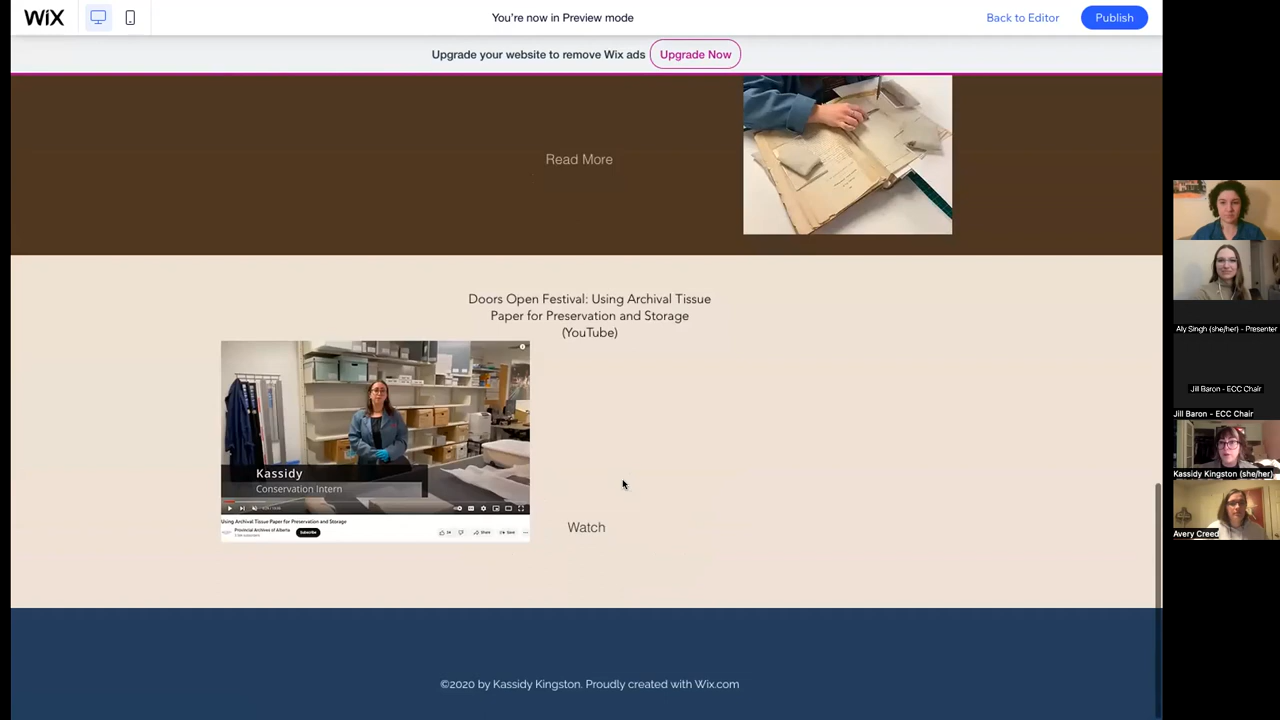 WiX
You're now in Preview mode
Back to Editor
Publish
Upgrade your website to remove Wix ads
Upgrade Now
Read More
Doors Open Festival: Using Archival Tissue
Paper for Preservation and Storage
(YouTube)
Kassidy
Conservation Intern
Using Archival Tissue Paper for Preservation and Storage
Provincial Archives of Alberta
Subscribe
Share
Save
Watch
©2020 by Kassidy Kingston. Proudly created with Wix.com
Aly Singh (she/her) - Presenter
Jill Baron - ECC Chair
Jill Baron - ECC Chair
Kassidy Kingston (she/her)
Avery Creed